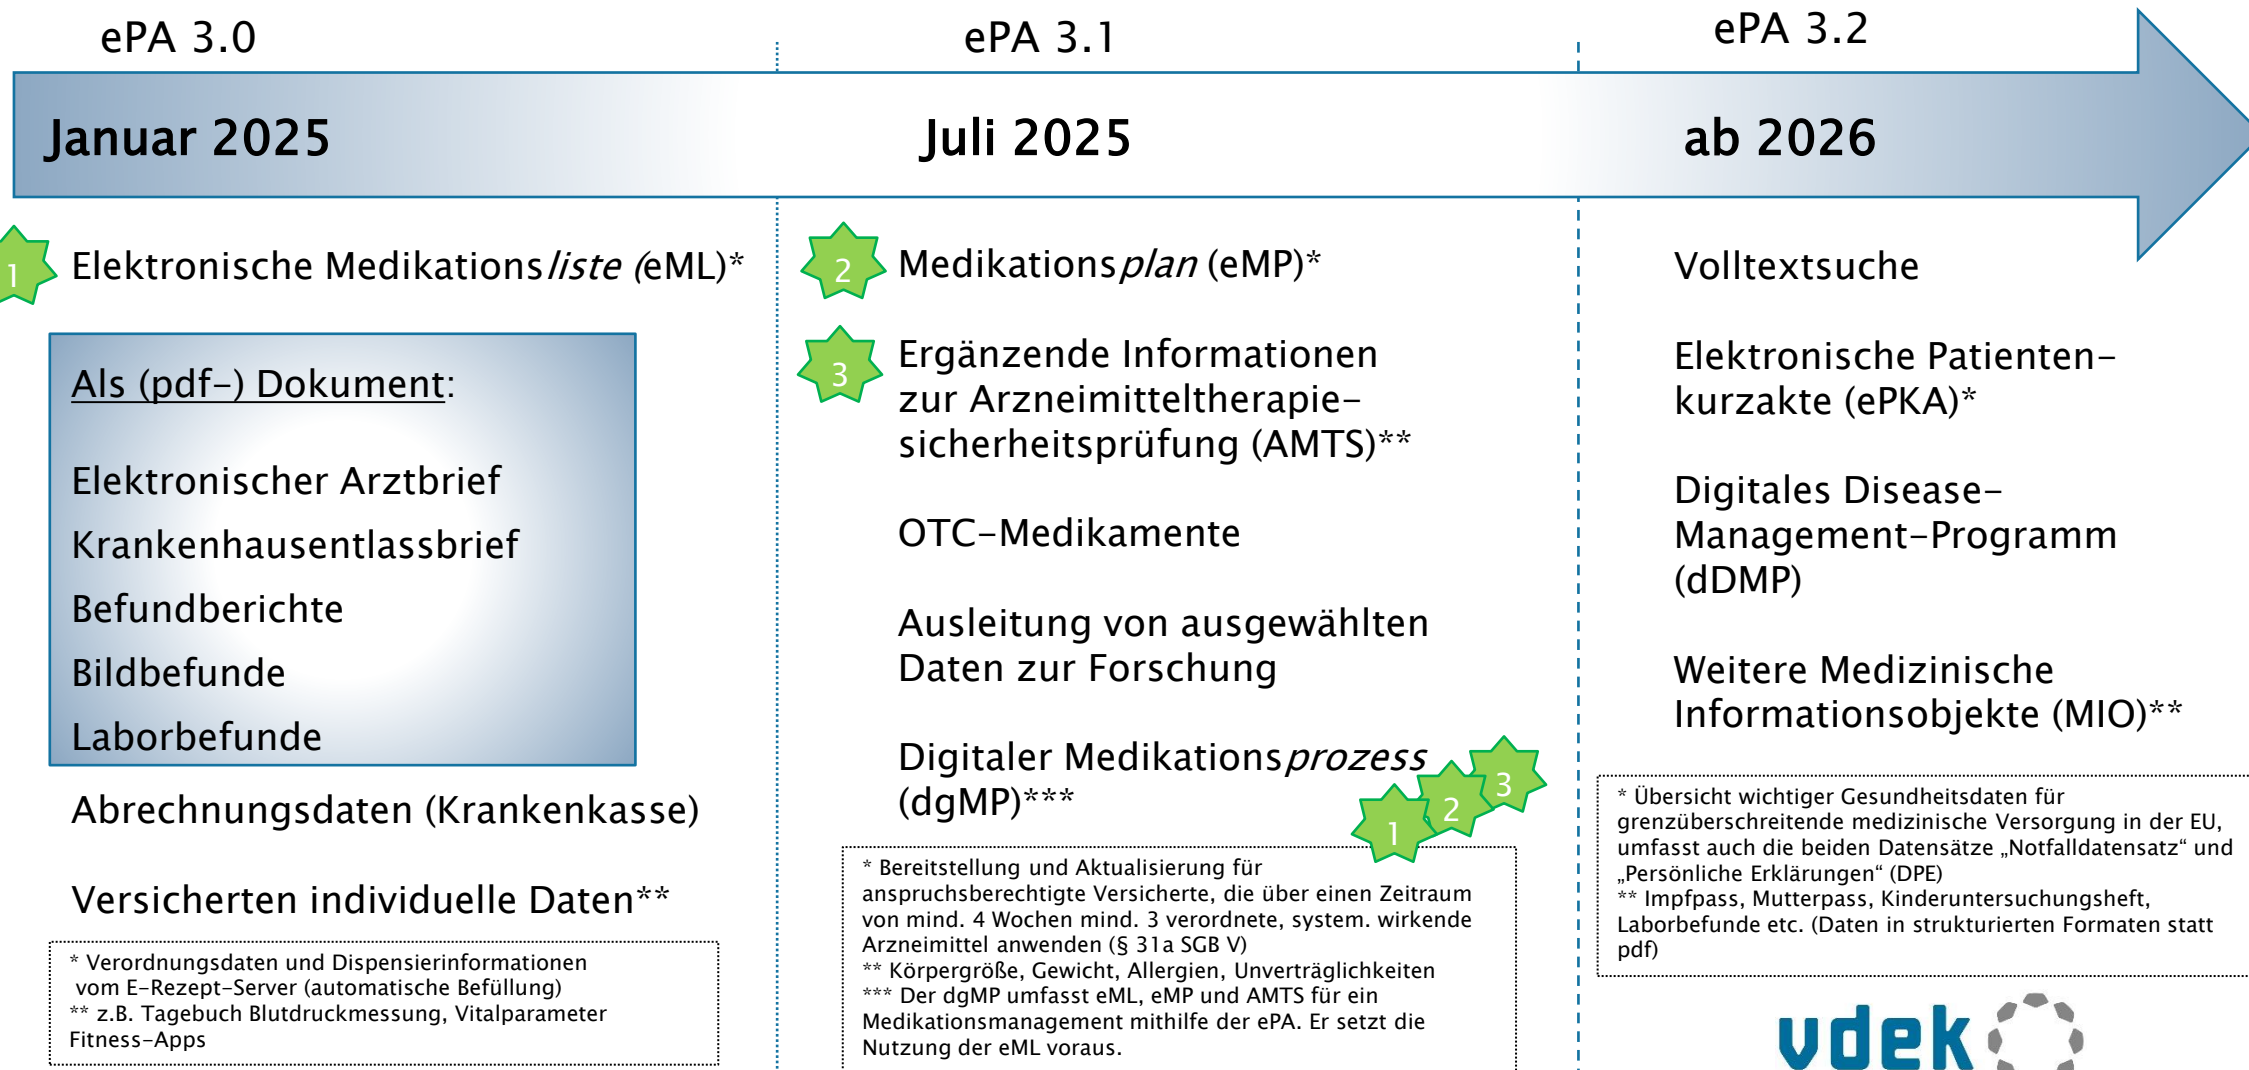 ePA 3.0
Januar 2025
1
Elektronische Medikationsliste (eML)*
Als (pdf-) Dokument:
Elektronischer Arztbrief
Krankenhausentlassbrief
Befundberichte
Bildbefunde
Laborbefunde
Abrechnungsdaten (Krankenkasse)
Versicherten individuelle Daten**
* Verordnungsdaten und Dispensierinformationen
vom E-Rezept-Server (automatische Befüllung)
** z.B. Tagebuch Blutdruckmessung, Vitalparameter
Fitness-Apps
ePA 3.1
Juli 2025
2
Medikationsplan (eMP)*
3
Ergänzende Informationen
zur Arzneimitteltherapie-
sicherheitsprüfung (AMTS)**
OTC-Medikamente
Ausleitung von ausgewählten
Daten zur Forschung
Digitaler Medikationsprozess
(dgMP)***
1
2
3
* Bereitstellung und Aktualisierung für
anspruchsberechtigte Versicherte, die über einen Zeitraum
von mind. 4 Wochen mind. 3 verordnete, system. wirkende
Arzneimittel anwenden (§ 31a SGB V)
** Körpergröße, Gewicht, Allergien, Unverträglichkeiten
*** Der dgMP umfasst eML, eMP und AMTS für ein
Medikationsmanagement mithilfe der ePA. Er setzt die
Nutzung der eML voraus.
ePA 3.2
ab 2026
Volltextsuche
Elektronische Patienten-
kurzakte (ePKA)*
Digitales Disease-
Management-Programm
(dDMP)
Weitere Medizinische
Informationsobjekte (MIO)**
* Übersicht wichtiger Gesundheitsdaten für
grenzüberschreitende medizinische Versorgung in der EU,
umfasst auch die beiden Datensätze „Notfalldatensatz“ und
„Persönliche Erklärungen“ (DPE)
** Impfpass, Mutterpass, Kinderuntersuchungsheft,
Laborbefunde etc. (Daten in strukturierten Formaten statt
pdf)
vdek